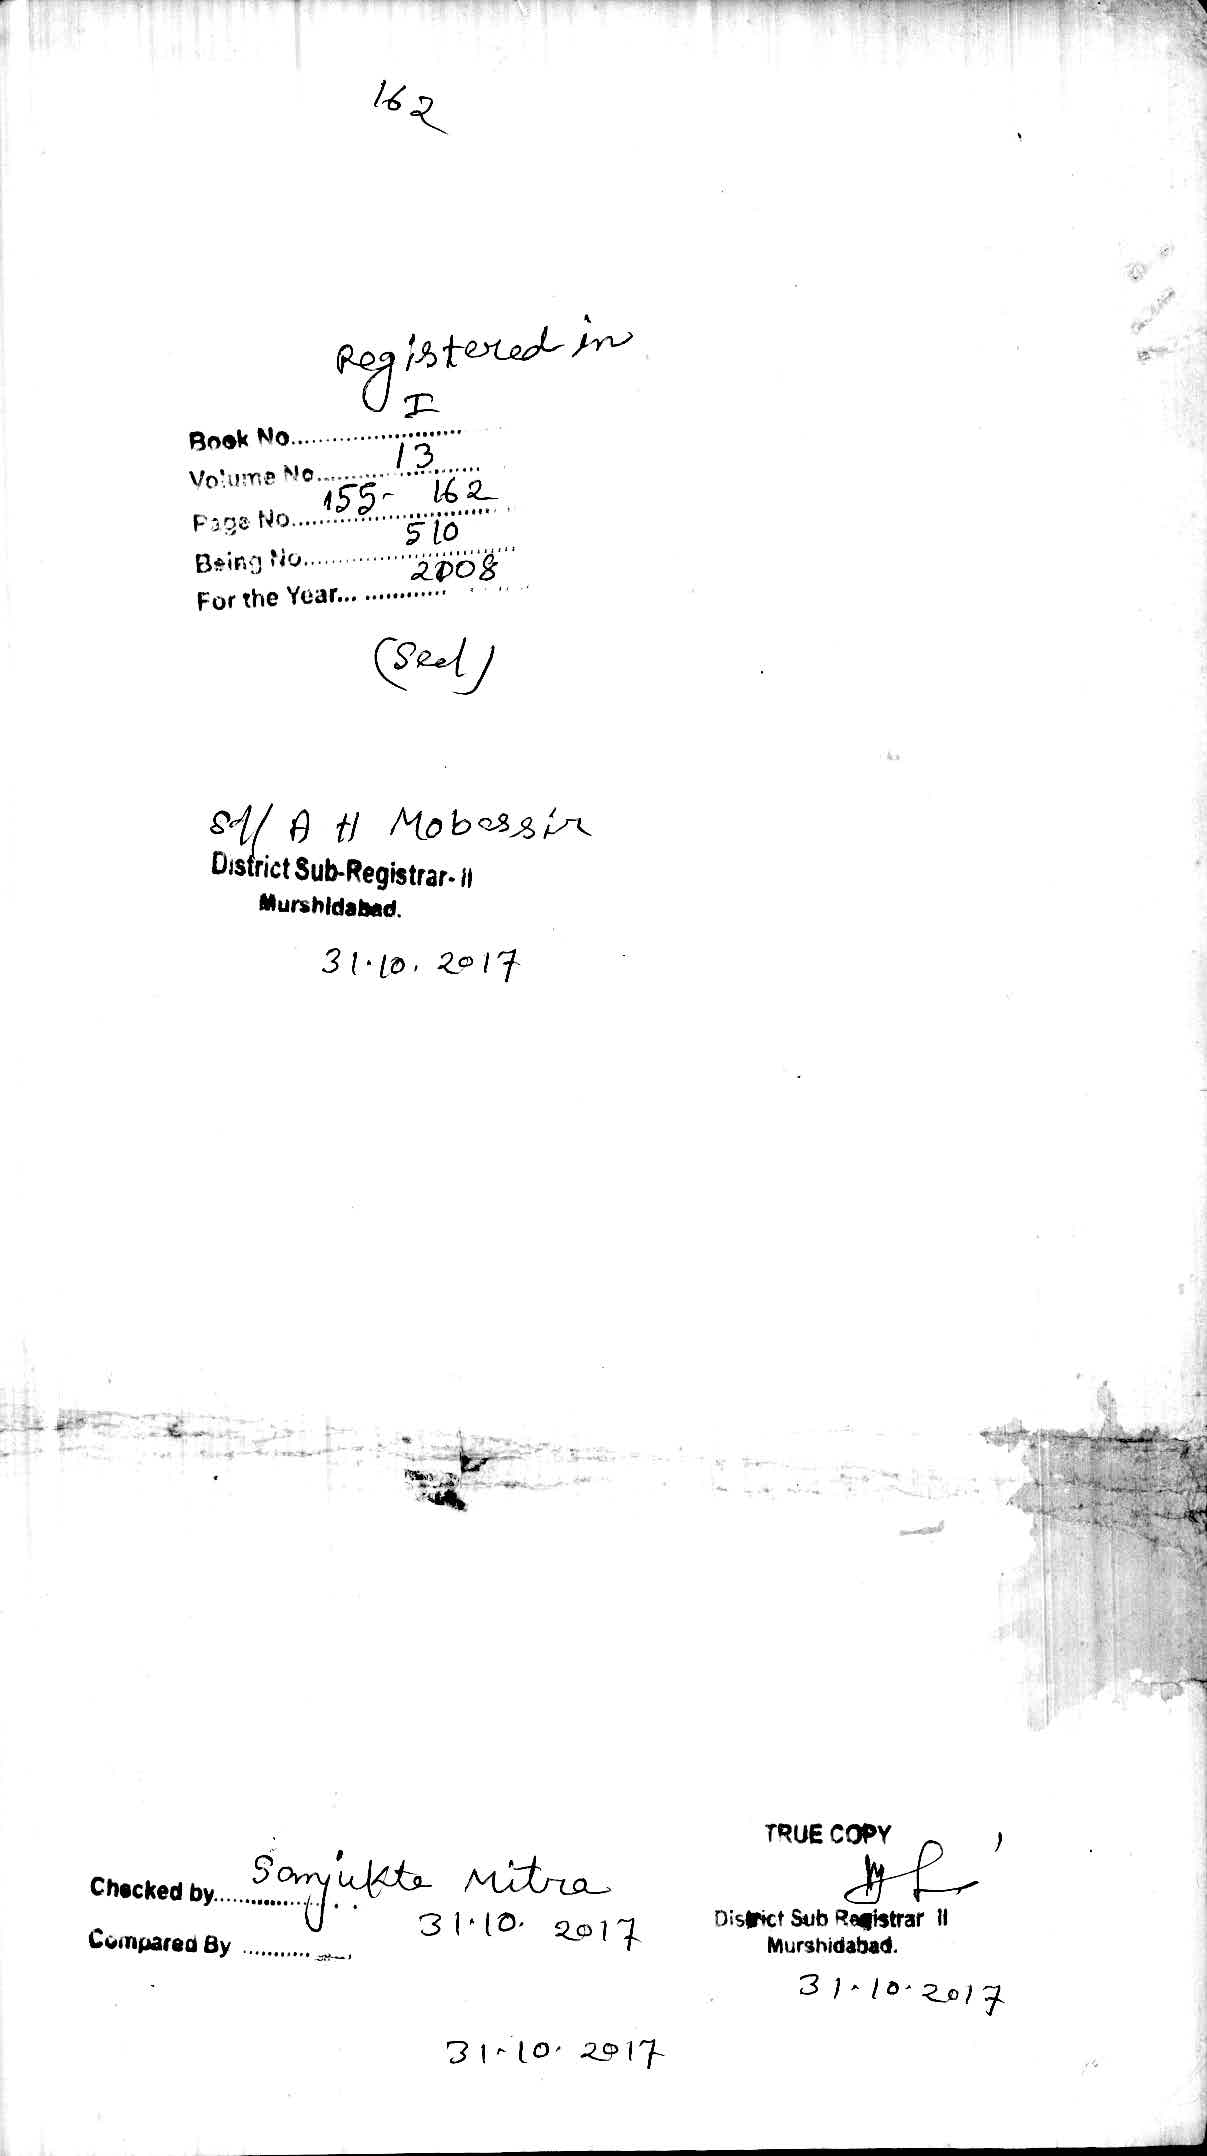 162
Registered in
Book No........................ I
Volume No........................ 13
Page No........................ 155- 162
Being No........................ 510
For the Year... ............ 2008
(Seal)
Sd/ A H Mobassir
District Sub-Registrar- II
Murshidabad.
31.10.2017
TRUE COPY
Checked by.................. Sanjukta Mitra
31.10.2017
District Sub Registrar II
Murshidabad.
Compared By ............
31.10.2017
31.10.2017